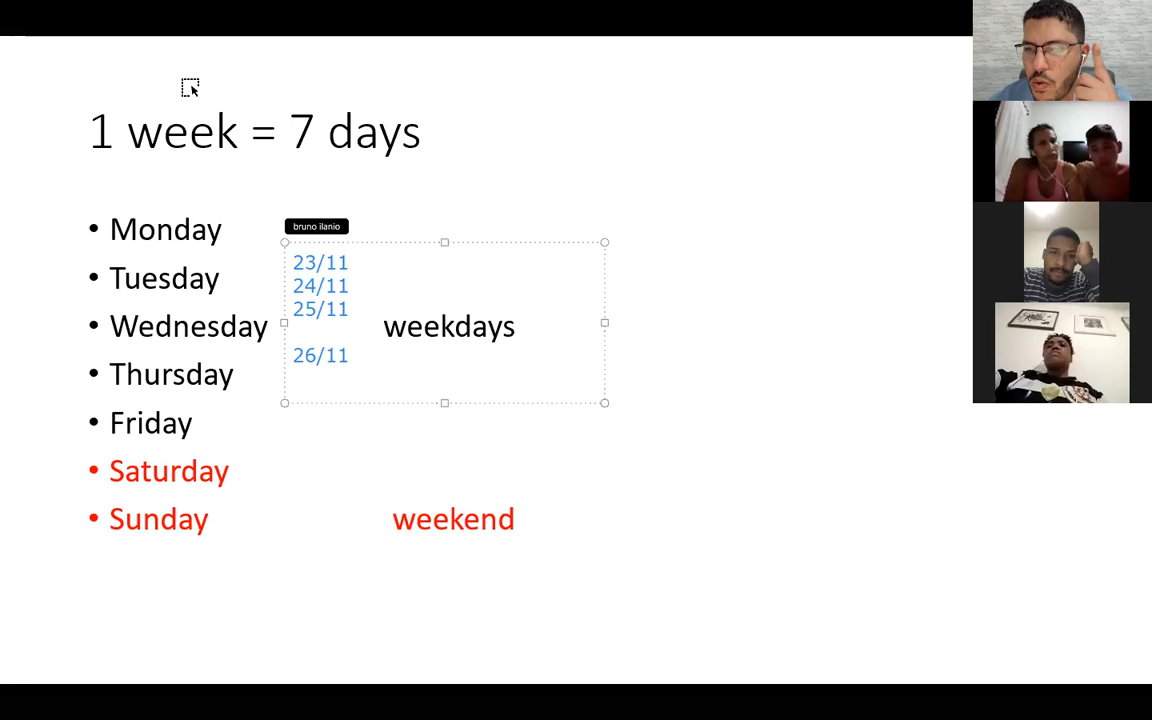 1 week = 7 days
• Monday
bruno ilanio
23/11
• Tuesday
24/11
25/11
• Wednesday
weekdays
26/11
• Thursday
• Friday
• Saturday
• Sunday
weekend